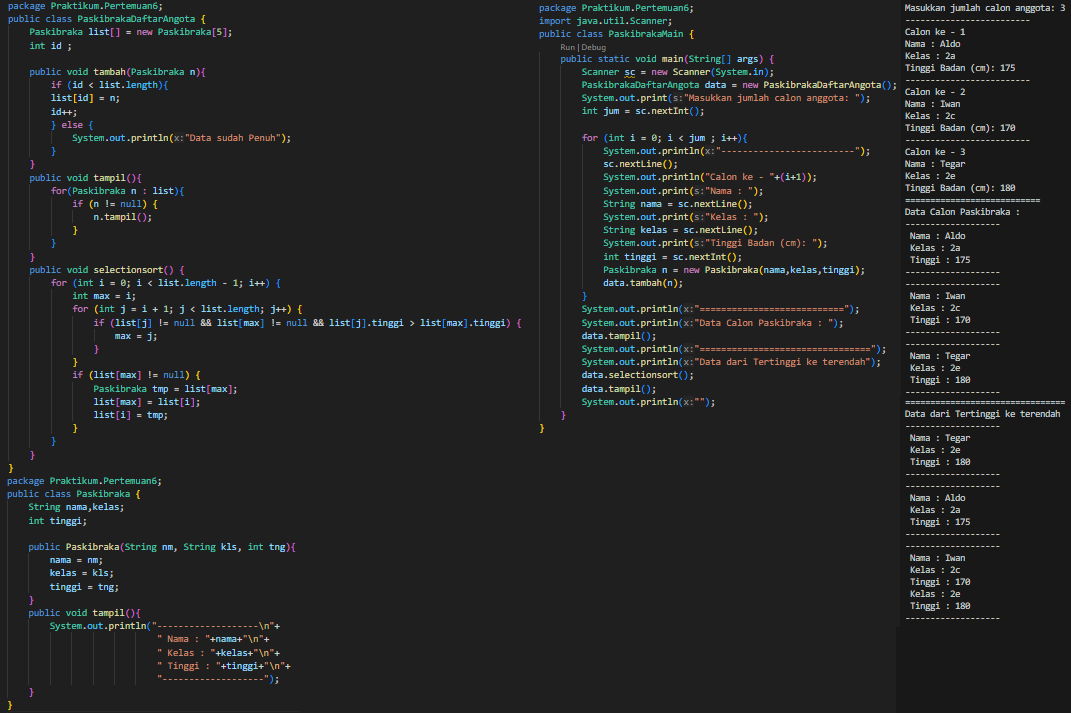 package Praktikum.Pertemuan6;
public class PaskibrakaDaftarAngota {
    Paskibraka list[] = new Paskibraka[5];
    int id ;

    public void tambah(Paskibraka n){
        if (id < list.length){
        list[id] = n;
        id++;
        } else {
            System.out.println(x:"Data sudah Penuh");
        }
    }
    public void tampil(){
        for(Paskibraka n : list){
            if (n != null) {
                n.tampil();
            }
        }
    }
    public void selectionsort() {
        for (int i = 0; i < list.length - 1; i++) {
            int max = i;
            for (int j = i + 1; j < list.length; j++) {
                if (list[j] != null && list[max] != null && list[j].tinggi > list[max].tinggi) {
                    max = j;
                }
            }
            if (list[max] != null) {
                Paskibraka tmp = list[max];
                list[max] = list[i];
                list[i] = tmp;
            }
        }
    }
}
package Praktikum.Pertemuan6;
public class Paskibraka {
    String nama,kelas;
    int tinggi;

    public Paskibraka(String nm, String kls, int tng){
        nama = nm;
        kelas = kls;
        tinggi = tng;
    }
    public void tampil(){
        System.out.println("-------------------\n"+
                            " Nama : "+nama+"\n"+
                            " Kelas : "+kelas+"\n"+
                            " Tinggi : "+tinggi+"\n"+
                            "-------------------");
    }
}
package Praktikum.Pertemuan6;
import java.util.Scanner;
public class PaskibrakaMain {
    Run | Debug
    public static void main(String[] args) {
        Scanner sc = new Scanner(System.in);
        PaskibrakaDaftarAngota data = new PaskibrakaDaftarAngota();
        System.out.print(s:"Masukkan jumlah calon anggota: ");
        int jum = sc.nextInt();

        for (int i = 0; i < jum ; i++){
            System.out.println(x:"-------------------------");
            sc.nextLine();
            System.out.println("Calon ke - "+(i+1));
            System.out.print(s:"Nama : ");
            String nama = sc.nextLine();
            System.out.print(s:"Kelas : ");
            String kelas = sc.nextLine();
            System.out.print(s:"Tinggi Badan (cm): ");
            int tinggi = sc.nextInt();
            Paskibraka n = new Paskibraka(nama,kelas,tinggi);
            data.tambah(n);
        }
        System.out.println(x:"===========================");
        System.out.println(x:"Data Calon Paskibraka : ");
        data.tampil();
        System.out.println(x:"================================");
        System.out.println(x:"Data dari Tertinggi ke terendah");
        data.selectionsort();
        data.tampil();
        System.out.println(x:"");
    }
}
Masukkan jumlah calon anggota: 3
-------------------------
Calon ke - 1
Nama : Aldo
Kelas : 2a
Tinggi Badan (cm): 175
-------------------------
Calon ke - 2
Nama : Iwan
Kelas : 2c
Tinggi Badan (cm): 170
-------------------------
Calon ke - 3
Nama : Tegar
Kelas : 2e
Tinggi Badan (cm): 180
===========================
Data Calon Paskibraka :
-------------------
 Nama : Aldo
 Kelas : 2a
 Tinggi : 175
-------------------
-------------------
 Nama : Iwan
 Kelas : 2c
 Tinggi : 170
-------------------
-------------------
 Nama : Tegar
 Kelas : 2e
 Tinggi : 180
-------------------
================================
Data dari Tertinggi ke terendah
-------------------
 Nama : Tegar
 Kelas : 2e
 Tinggi : 180
-------------------
-------------------
 Nama : Aldo
 Kelas : 2a
 Tinggi : 175
-------------------
-------------------
 Nama : Iwan
 Kelas : 2c
 Tinggi : 170
 Kelas : 2e
 Tinggi : 180
-------------------